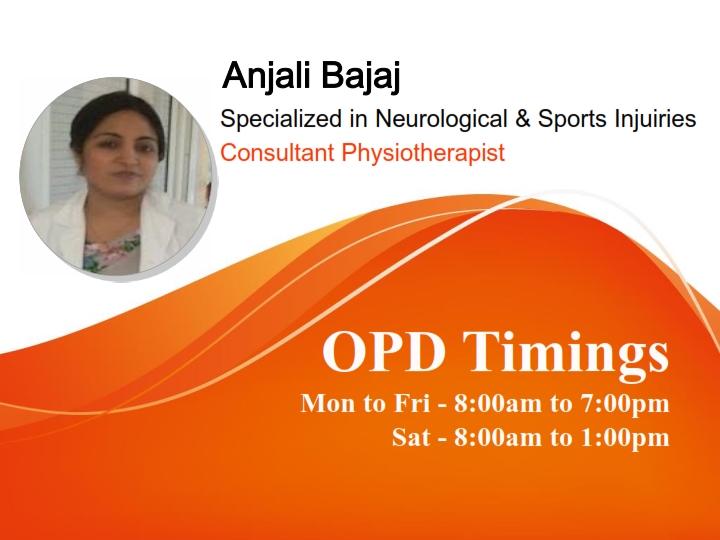 Anjali Bajaj
Specialized in Neurological & Sports Injuiries
Consultant Physiotherapist
OPD Timings
Mon to Fri - 8:00am to 7:00pm
Sat - 8:00am to 1:00pm